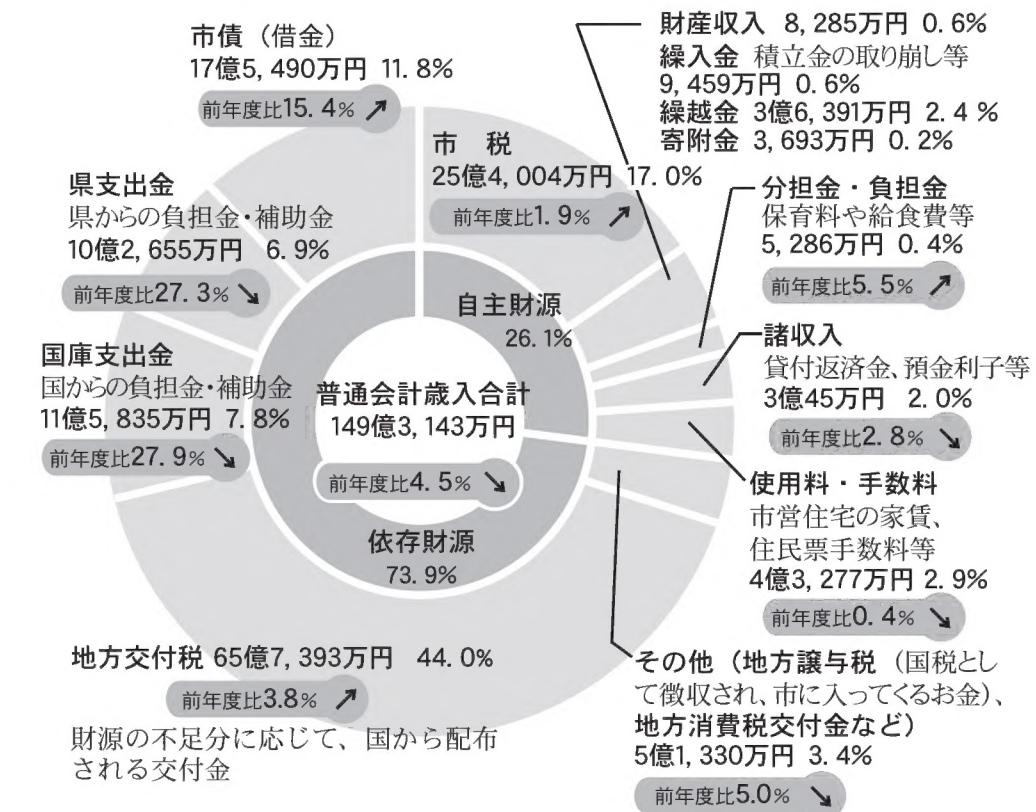 市債（借金）
17億5,490万円 11.8%
前年度比15.4% ↗
県支出金
県からの負担金・補助金
10億2,655万円 6.9%
前年度比27.3% ↘
国庫支出金
国からの負担金・補助金
11億5,835万円 7.8%
前年度比27.9% ↘
地方交付税 65億7,393万円 44.0%
前年度比3.8% ↗
財源の不足分に応じて、国から配布
される交付金
市　税
25億4,004万円 17.0%
前年度比1.9% ↗
自主財源
26.1%
普通会計歳入合計
149億3,143万円
前年度比4.5% ↘
依存財源
73.9%
財産収入 8,285万円 0.6%
繰入金 積立金の取り崩し等
9,459万円 0.6%
繰越金 3億6,391万円 2.4%
寄附金 3,693万円 0.2%
分担金・負担金
保育料や給食費等
5,286万円 0.4%
前年度比5.5% ↗
諸収入
貸付返済金、預金利子等
3億45万円 2.0%
前年度比2.8% ↘
使用料・手数料
市営住宅の家賃、
住民票手数料等
4億3,277万円 2.9%
前年度比0.4% ↘
その他（地方譲与税（国税とし
て徴収され、市に入ってくるお金）、
地方消費税交付金など）
5億1,330万円 3.4%
前年度比5.0% ↘